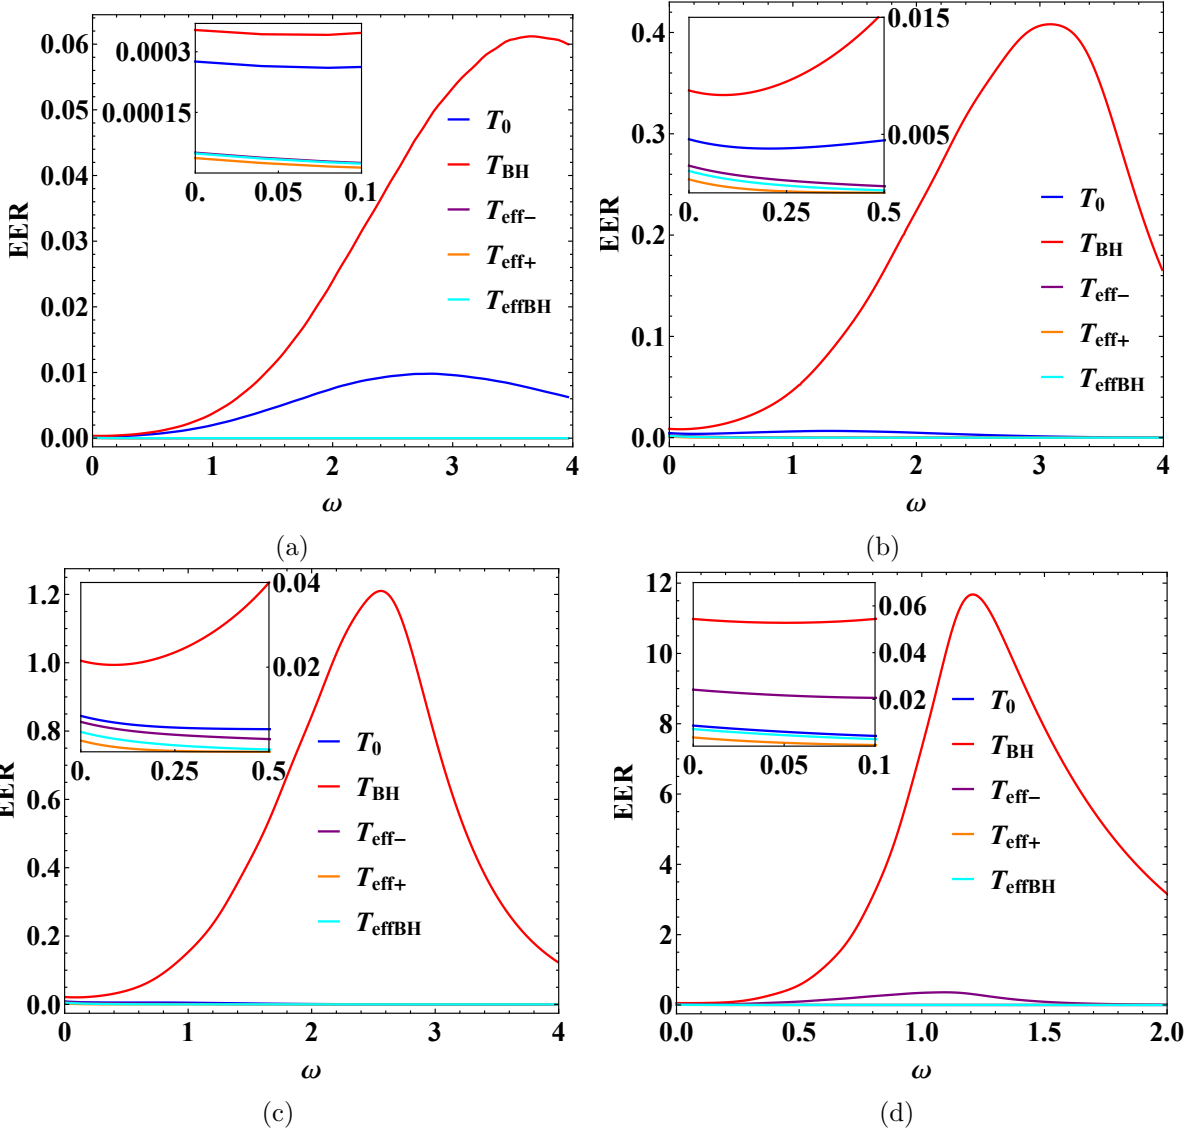 EER
0.06
0.05
0.04
0.03
0.02
0.01
0.00
0
1
2
3
4
ω
0.0003
0.00015
0.
0.05
0.1
T0
TBH
Teff−
Teff+
TeffBH
(a)
EER
0.4
0.3
0.2
0.1
0.0
0
1
2
3
4
ω
0.015
0.005
0.
0.25
0.5
T0
TBH
Teff−
Teff+
TeffBH
(b)
EER
1.2
1.0
0.8
0.6
0.4
0.2
0.0
0
1
2
3
4
ω
0.04
0.02
0.
0.25
0.5
T0
TBH
Teff−
Teff+
TeffBH
(c)
EER
12
10
8
6
4
2
0
0.0
0.5
1.0
1.5
2.0
ω
0.06
0.04
0.02
0.
0.05
0.1
T0
TBH
Teff−
Teff+
TeffBH
(d)